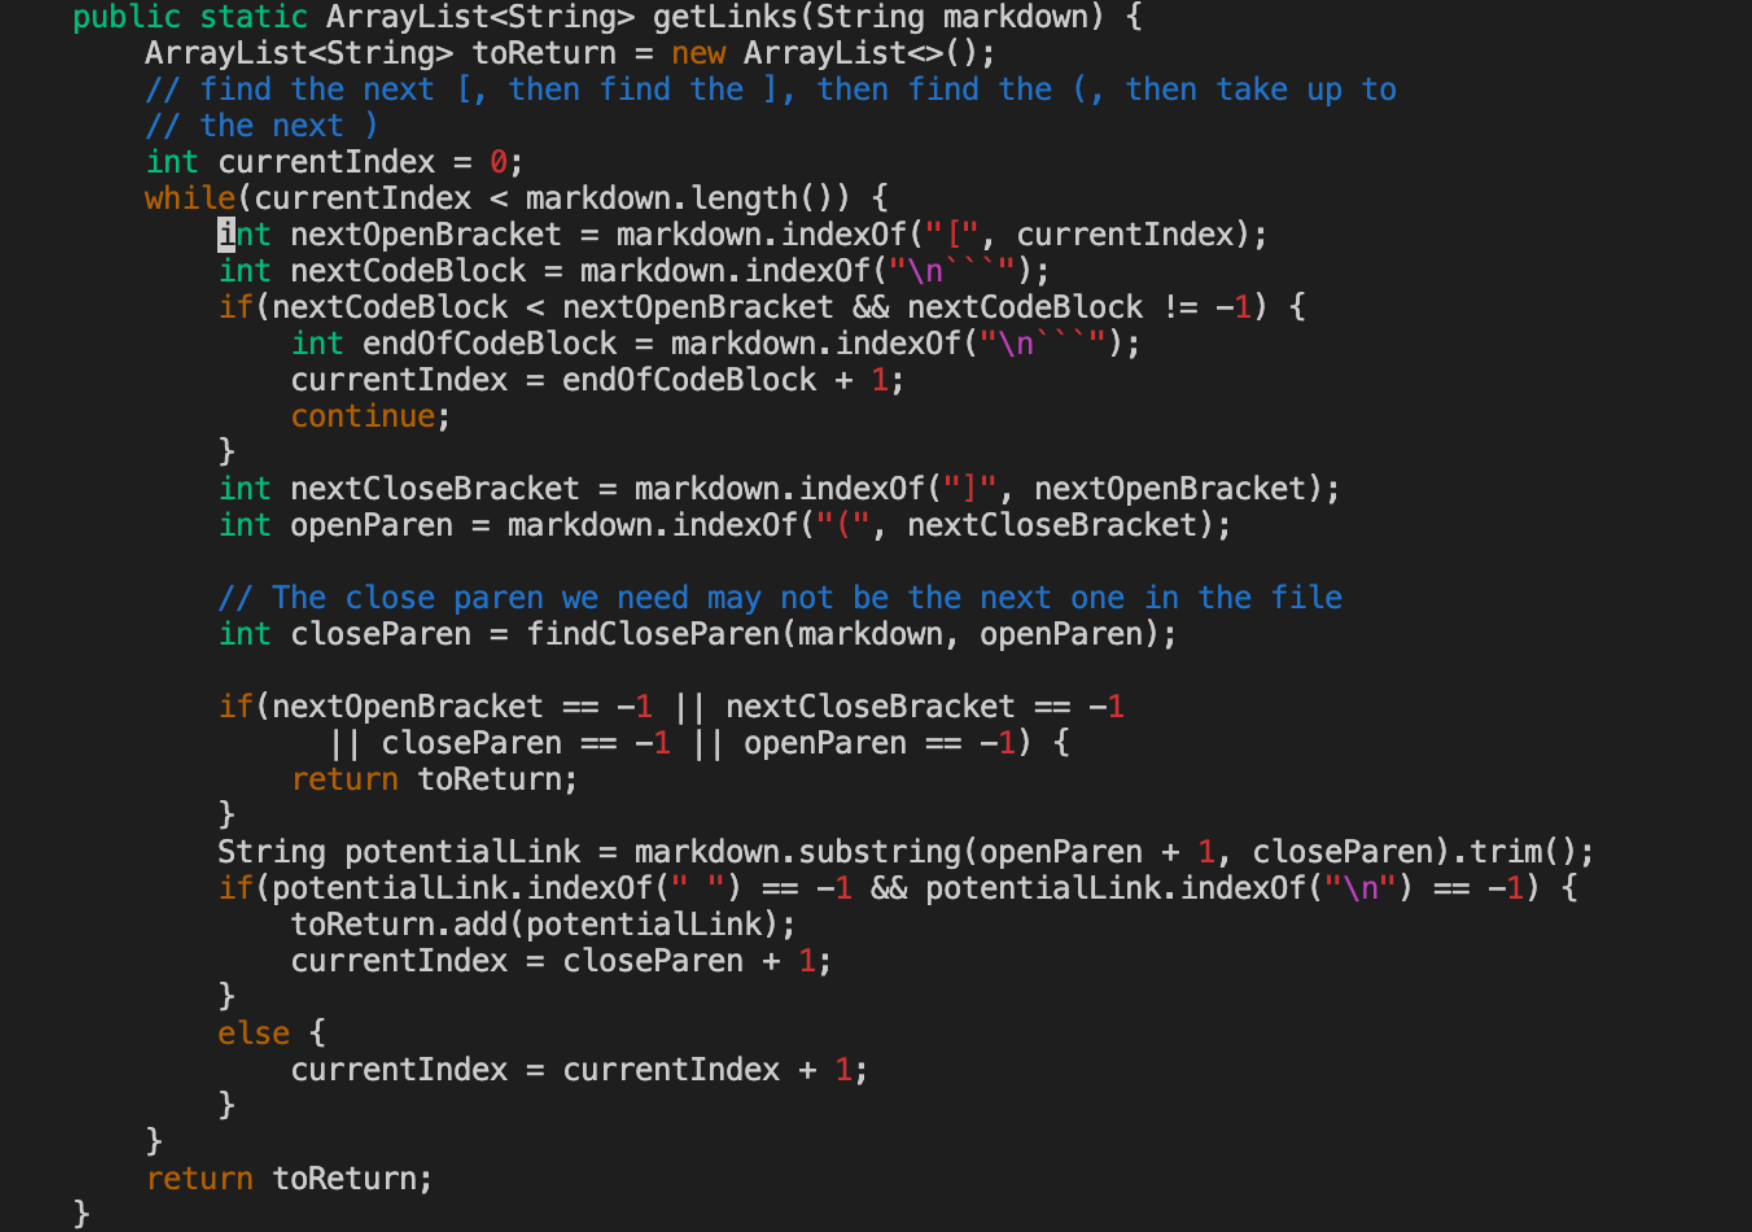 public static ArrayList<String> getLinks(String markdown) {
    ArrayList<String> toReturn = new ArrayList<>();
    // find the next [, then find the ], then find the (, then take up to
    // the next )
    int currentIndex = 0;
    while(currentIndex < markdown.length()) {
        int nextOpenBracket = markdown.indexOf("[", currentIndex);
        int nextCodeBlock = markdown.indexOf("\n```");
        if(nextCodeBlock < nextOpenBracket && nextCodeBlock != -1) {
            int endOfCodeBlock = markdown.indexOf("\n```");
            currentIndex = endOfCodeBlock + 1;
            continue;
        }
        int nextCloseBracket = markdown.indexOf("]", nextOpenBracket);
        int openParen = markdown.indexOf("(", nextCloseBracket);

        // The close paren we need may not be the next one in the file
        int closeParen = findCloseParen(markdown, openParen);

        if(nextOpenBracket == -1 || nextCloseBracket == -1
              || closeParen == -1 || openParen == -1) {
            return toReturn;
        }
        String potentialLink = markdown.substring(openParen + 1, closeParen).trim();
        if(potentialLink.indexOf(" ") == -1 && potentialLink.indexOf("\n") == -1) {
            toReturn.add(potentialLink);
            currentIndex = closeParen + 1;
        }
        else {
            currentIndex = currentIndex + 1;
        }
    }
    return toReturn;
}